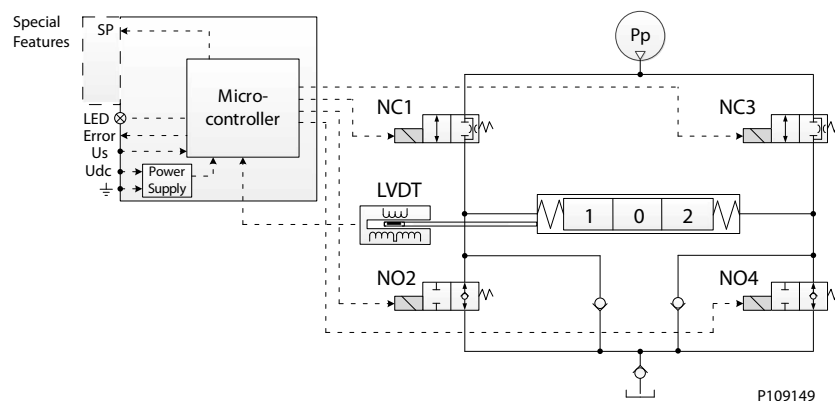 Special
Features
SP
Pp
Micro-
controller
NC1
NC3
LED
Error
Us
Udc
Power
Supply
LVDT
1 0 2
NO2
NO4
P109149